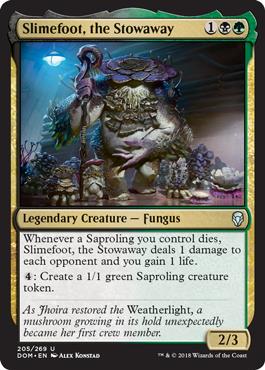 Slimefoot, the Stowaway 1
Legendary Creature — Fungus
Whenever a Saproling you control dies,
Slimefoot, the Stowaway deals 1 damage to
each opponent and you gain 1 life.
4: Create a 1/1 green Saproling creature
token.
As Jhoira restored the Weatherlight, a
mushroom growing in its hold unexpectedly
became her first crew member.
2/3
205/269 U
DOM • EN Alex Konstad
™ & © 2018 Wizards of the Coast